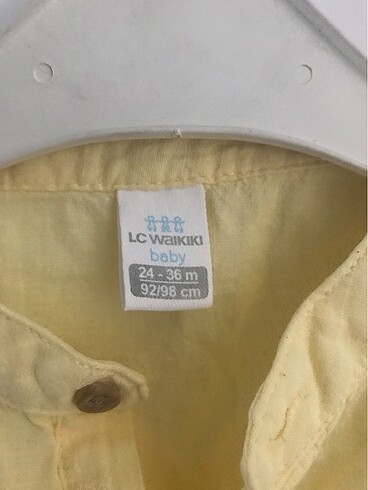 LC WAIKIKI
baby
24 - 36 m
92/98 cm